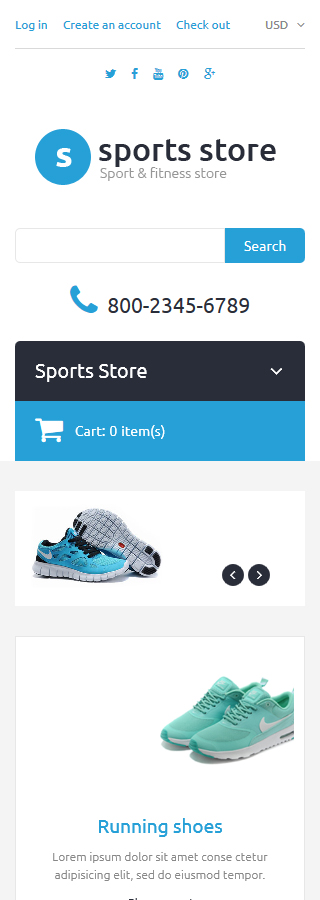 Log in Create an account Check out USD
s sports store
Sport & fitness store
Search
800-2345-6789
Sports Store
Cart: 0 item(s)
Running shoes
Lorem ipsum dolor sit amet conse ctetur
adipisicing elit, sed do eiusmod tempor.